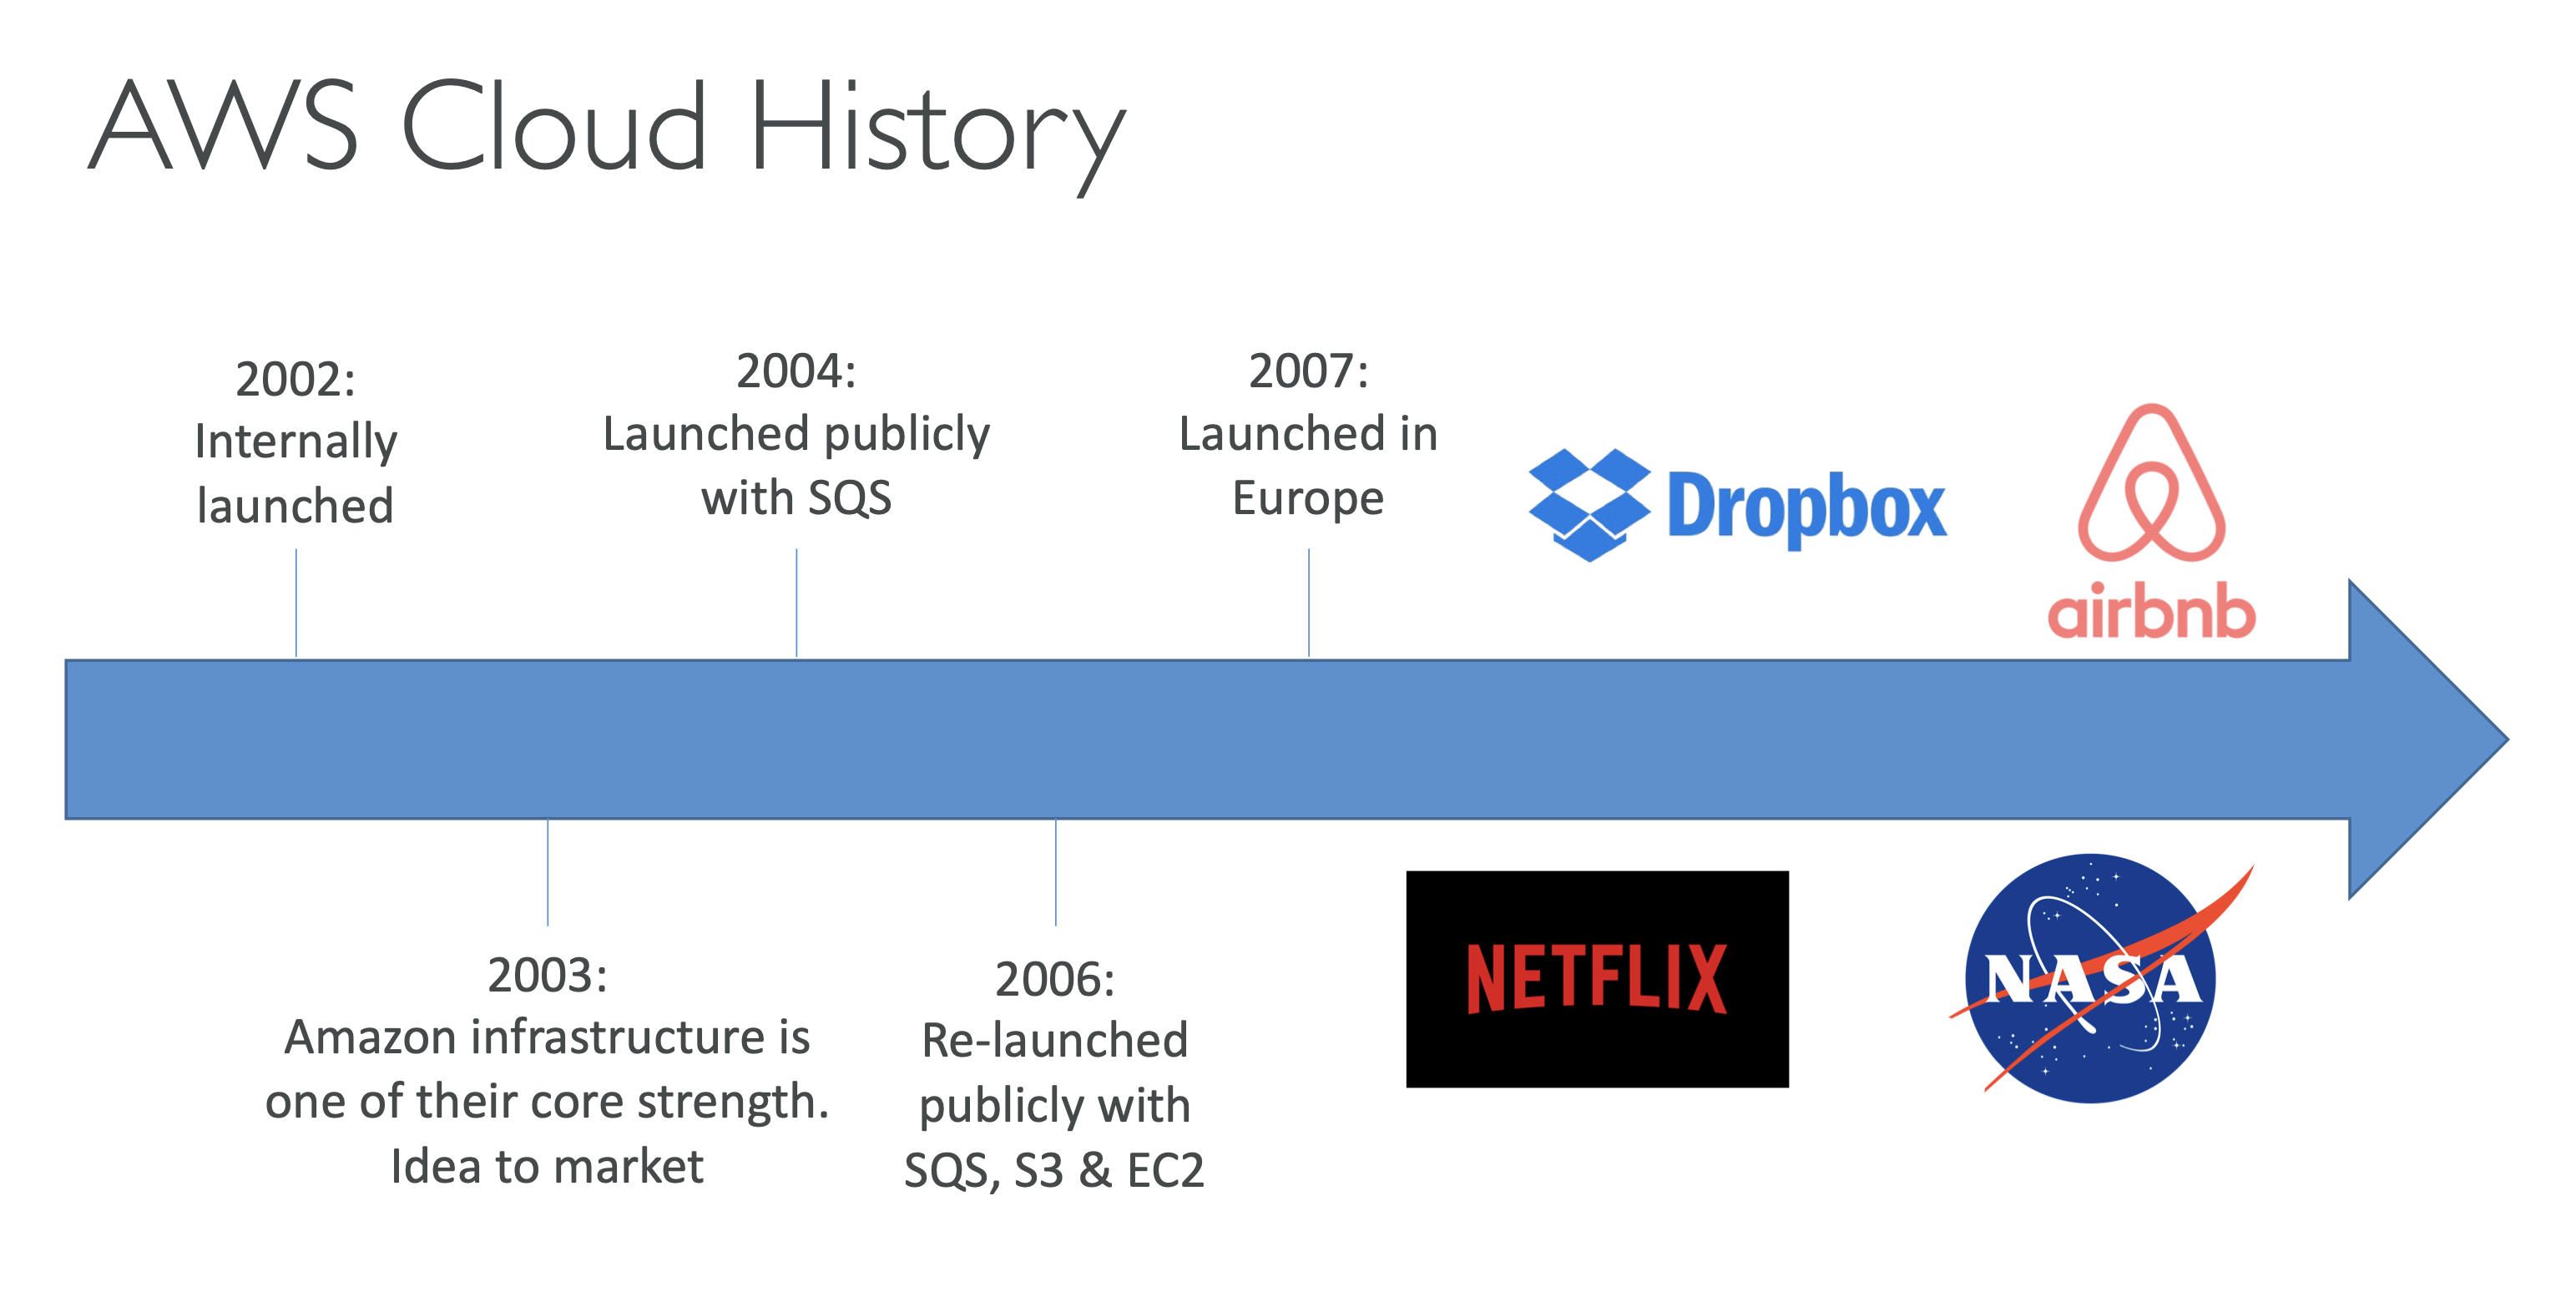 AWS Cloud History
2002:
Internally
launched
2004:
Launched publicly
with SQS
2007:
Launched in
Europe
Dropbox
airbnb
2003:
Amazon infrastructure is
one of their core strength.
Idea to market
2006:
Re-launched
publicly with
SQS, S3 & EC2
NETFLIX
NASA